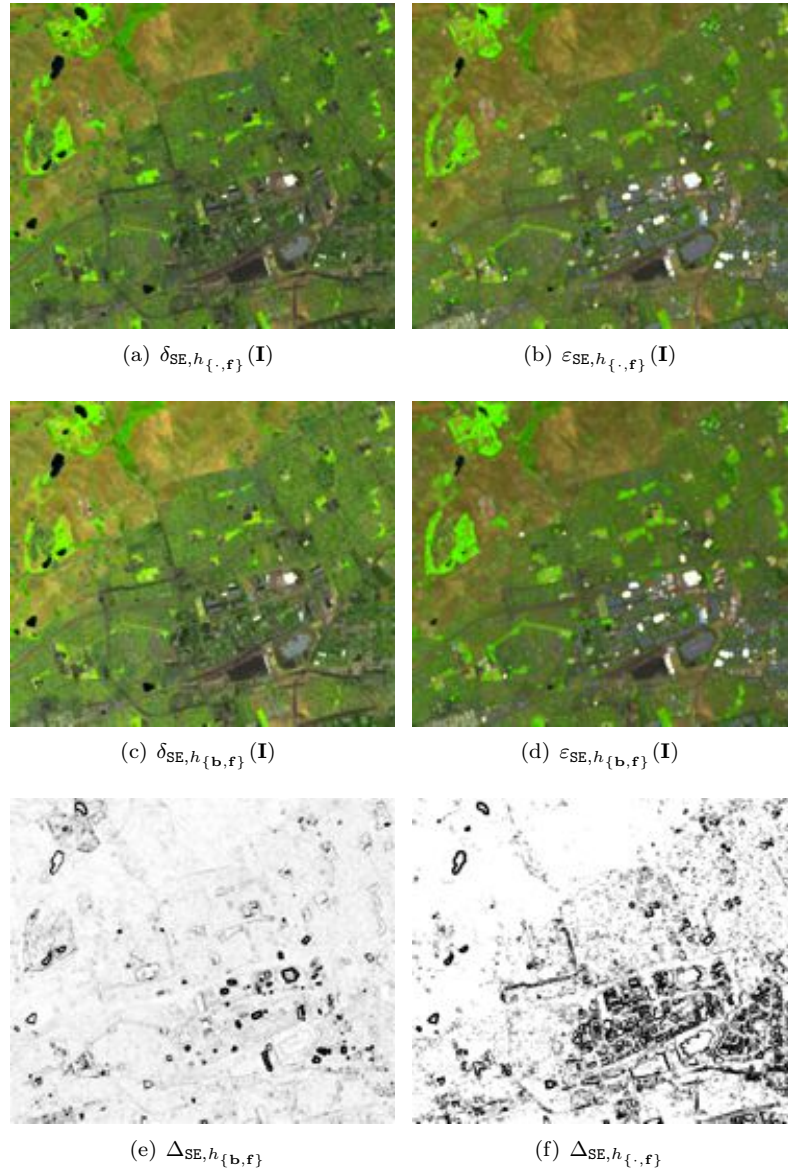 (a) δ_{SE,h_{{·,f}}}(I)
(b) ε_{SE,h_{{·,f}}}(I)
(c) δ_{SE,h_{{b,f}}}(I)
(d) ε_{SE,h_{{b,f}}}(I)
(e) Δ_{SE,h_{{b,f}}}
(f) Δ_{SE,h_{{·,f}}}